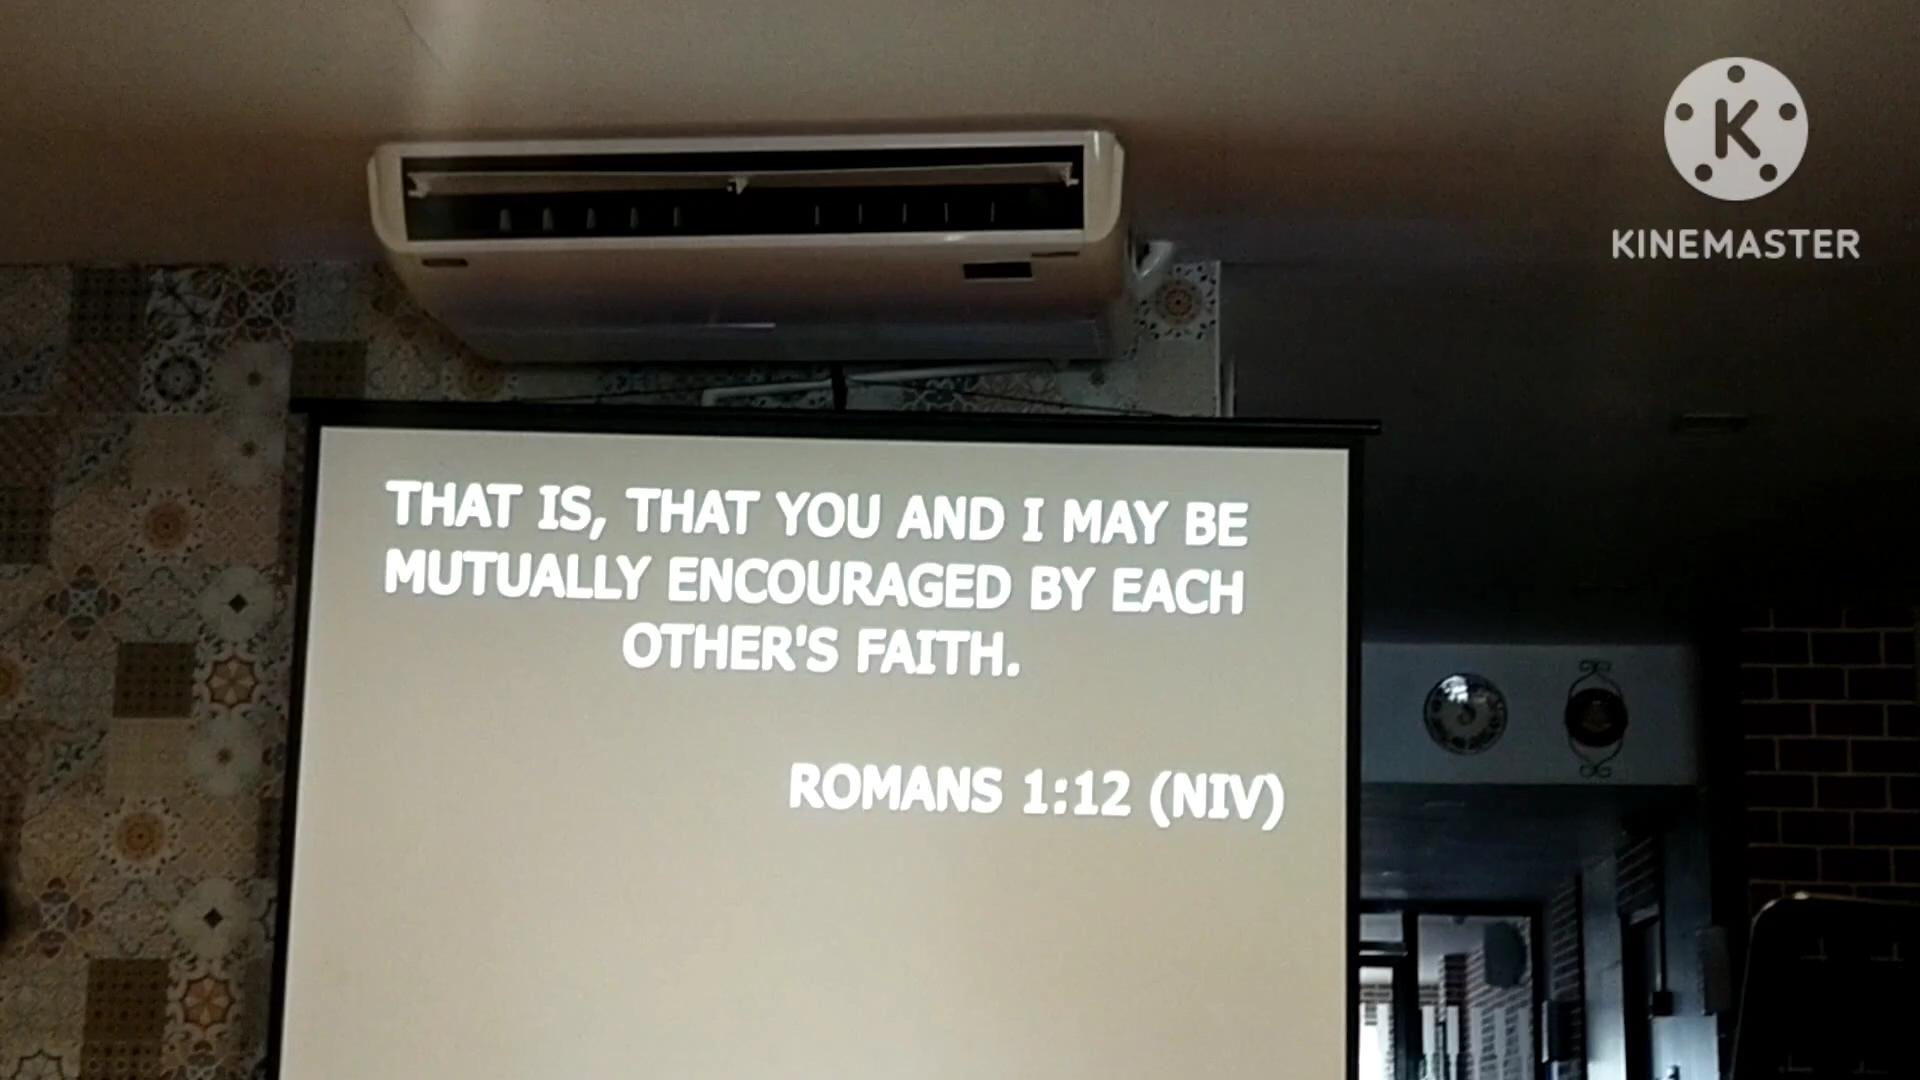 K
KINEMASTER
THAT IS, THAT YOU AND I MAY BE
MUTUALLY ENCOURAGED BY EACH
OTHER'S FAITH.
ROMANS 1:12 (NIV)